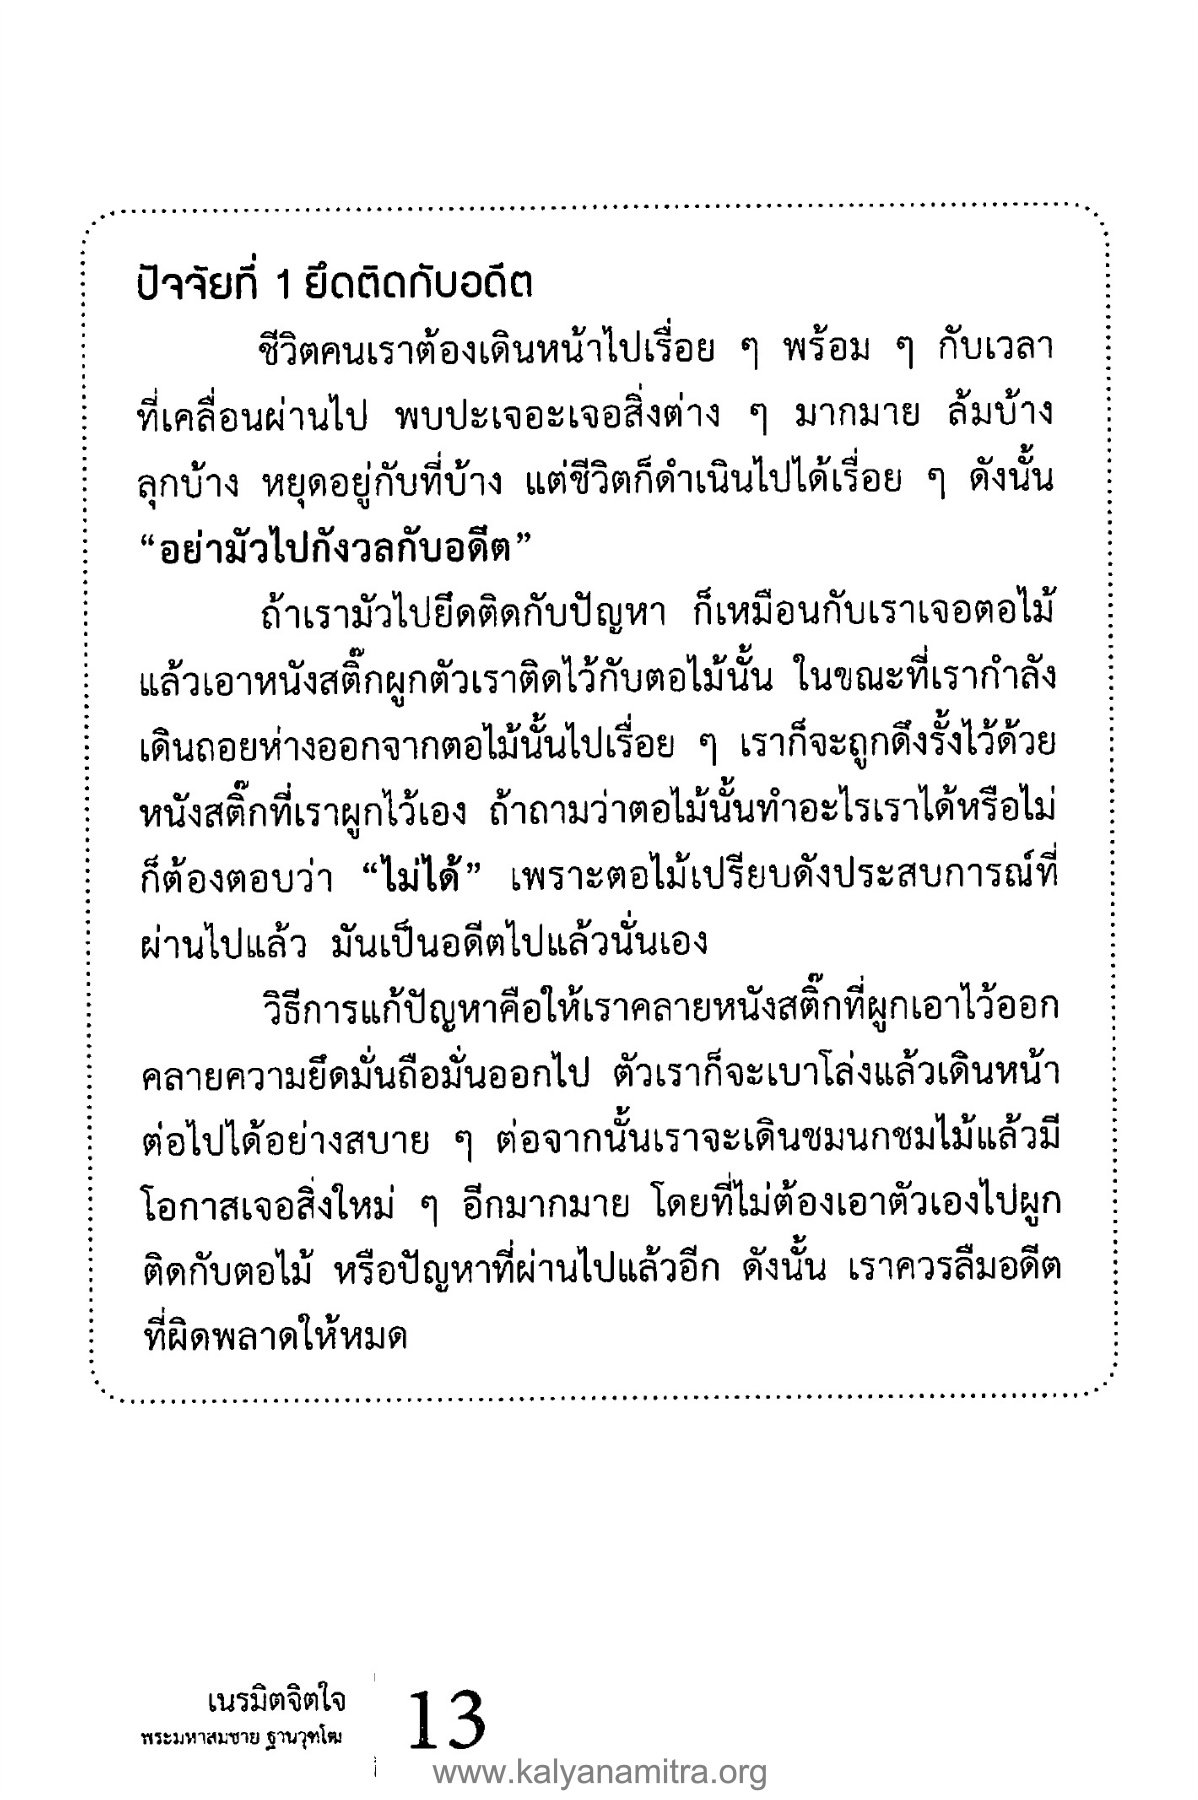 ปัจจัยที่ 1 ยึดติดกับอดีต
ชีวิตคนเราต้องเดินหน้าไปเรื่อย ๆ พร้อม ๆ กับเวลา
ที่เคลื่อนผ่านไป พบปะเจอะเจอสิ่งต่าง ๆ มากมาย ล้มบ้าง
ลุกบ้าง หยุดอยู่กับที่บ้าง แต่ชีวิตก็ดำเนินไปได้เรื่อย ๆ ดังนั้น
“อย่ามัวไปกังวลกับอดีต”
ถ้าเรามัวไปยึดติดกับปัญหา ก็เหมือนกับเราเจอตอไม้
แล้วเอาหนังสติ๊กผูกตัวเราติดไว้กับตอไม้นั้น ในขณะที่เรากำลัง
เดินถอยห่างออกจากตอไม้นั้นไปเรื่อย ๆ เราก็จะถูกดึงรั้งไว้ด้วย
หนังสติ๊กที่เราผูกไว้เอง ถ้าถามว่าตอไม้นั้นทำอะไรเราได้หรือไม่
ก็ต้องตอบว่า “ไม่ได้” เพราะตอไม้เปรียบดังประสบการณ์ที่
ผ่านไปแล้ว มันเป็นอดีตไปแล้วนั่นเอง
วิธีการแก้ปัญหาคือให้เราคลายหนังสติ๊กที่ผูกเอาไว้ออก
คลายความยึดมั่นถือมั่นออกไป ตัวเราก็จะเบาโล่งแล้วเดินหน้า
ต่อไปได้อย่างสบาย ๆ ต่อจากนั้นเราจะเดินชมนกชมไม้แล้วมี
โอกาสเจอสิ่งใหม่ ๆ อีกมากมาย โดยที่ไม่ต้องเอาตัวเองไปผูก
ติดกับตอไม้ หรือปัญหาที่ผ่านไปแล้วอีก ดังนั้น เราควรลืมอดีต
ที่ผิดพลาดให้หมด
เนรมิตจิตใจ
พระมหาสมชาย ฐานวุฑฺโฒ
13
www.kalyanamitra.org